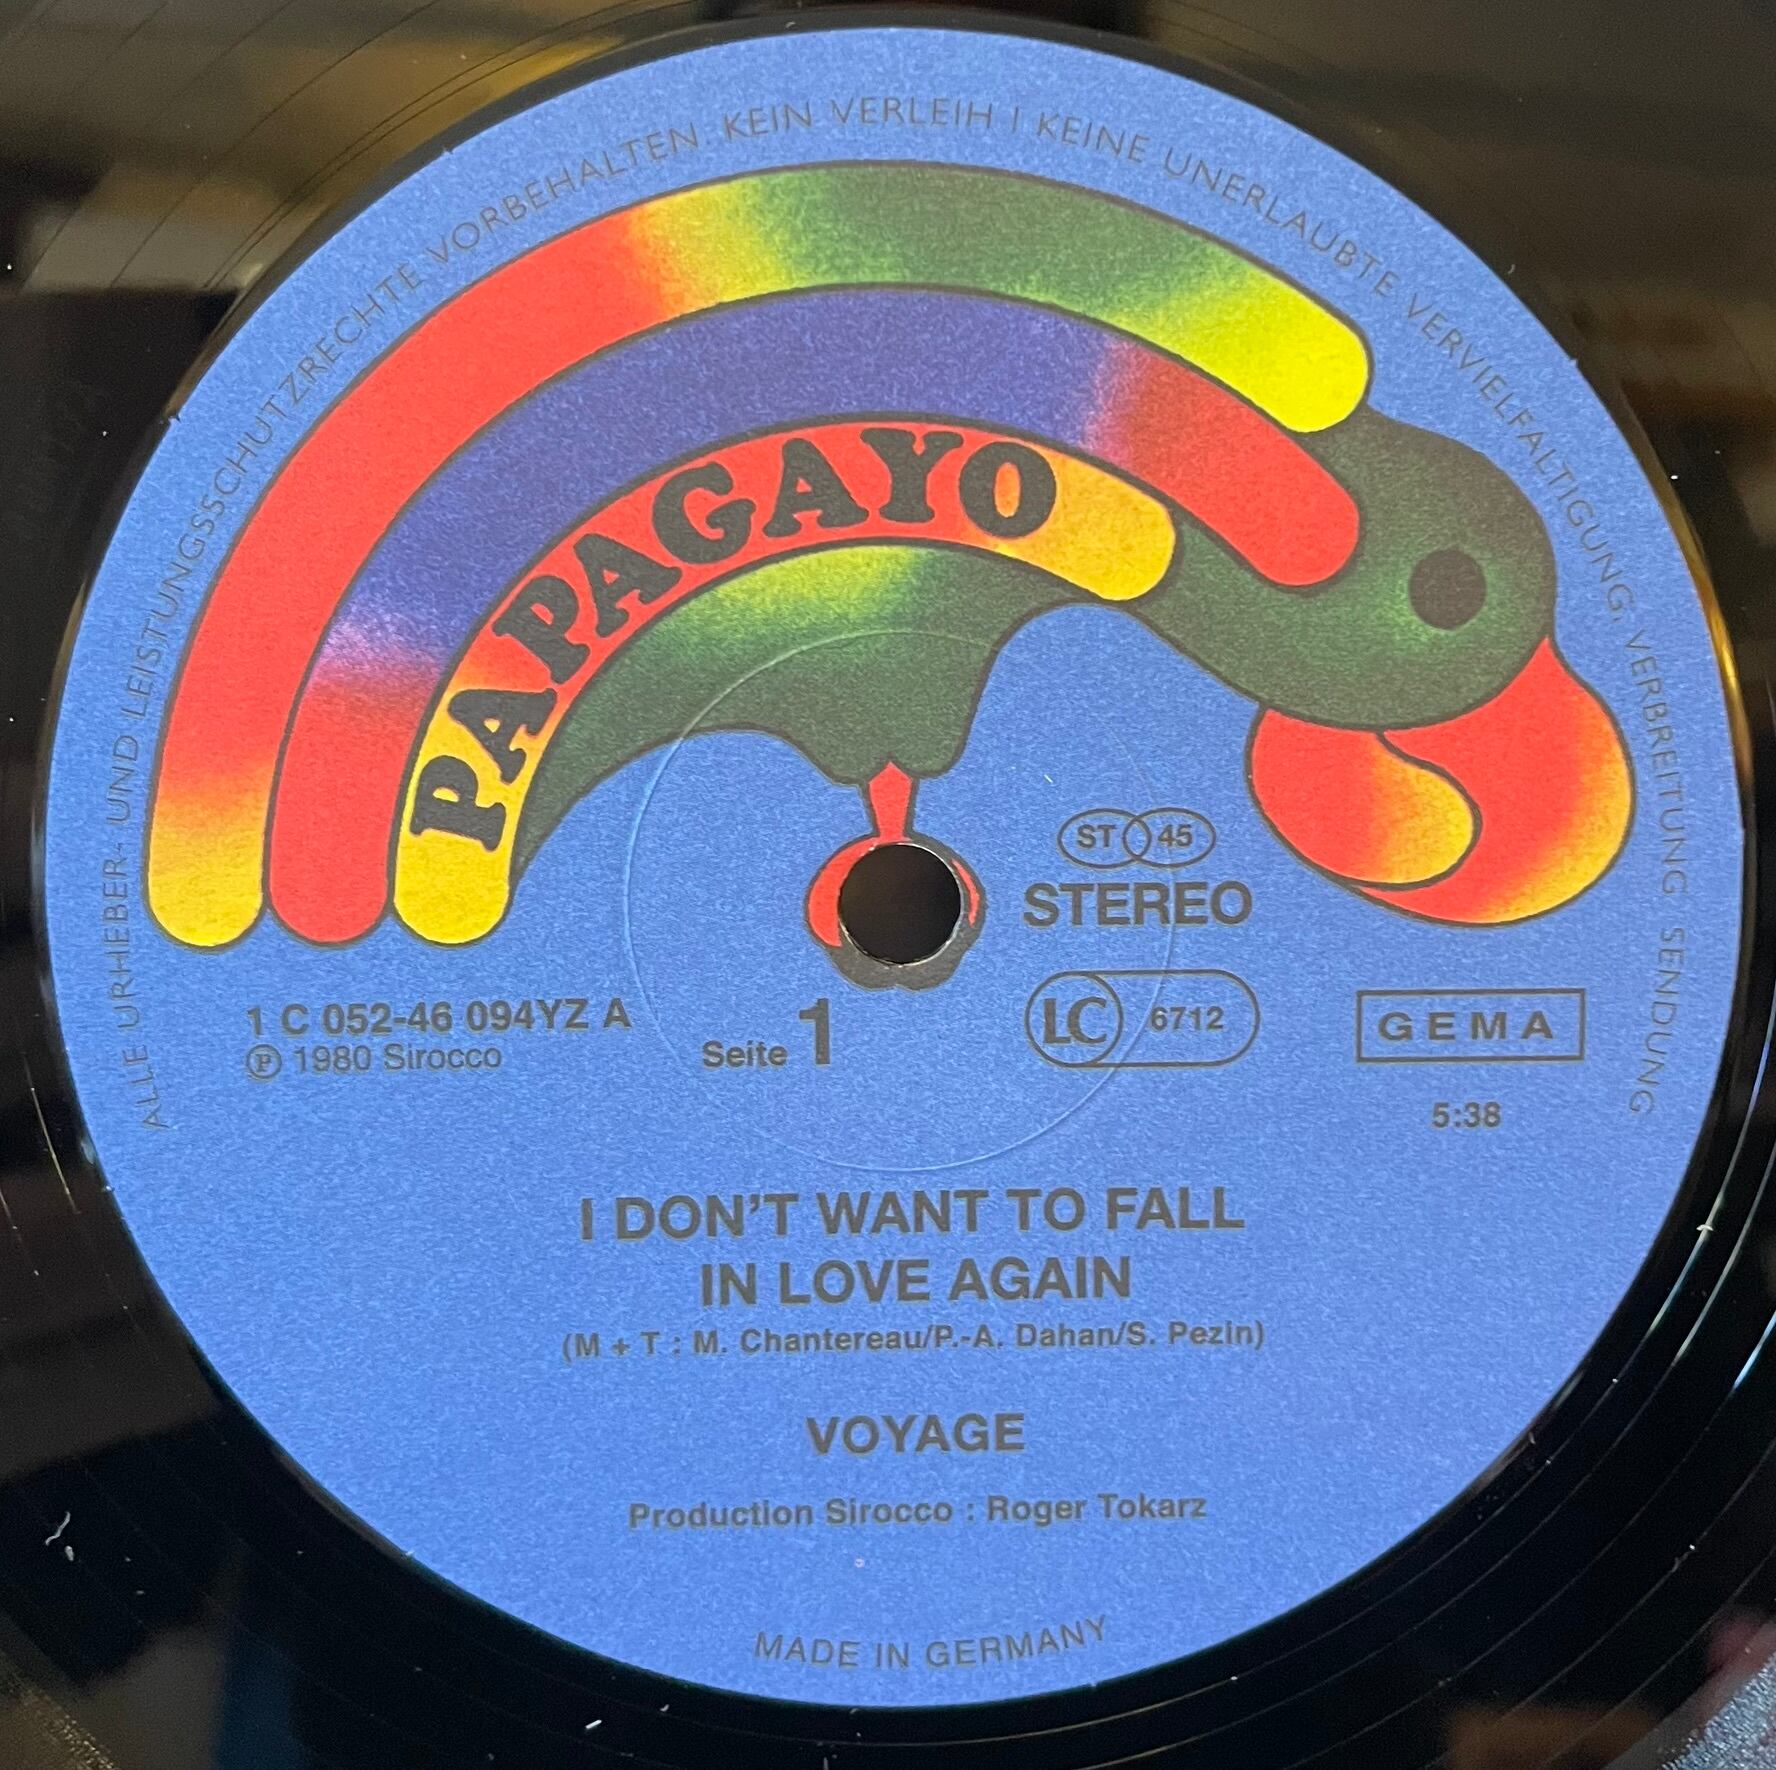 ALLE URHEBER- UND LEISTUNGSSCHUTZRECHTE VORBEHALTEN. KEIN VERLEIH ! KEINE UNERLAUBTE VERVIELFÄLTIGUNG, VERBREITUNG SENDUNG
PAPAGAYO
ST 45
STEREO
1 C 052-46 094YZ A
℗ 1980 Sirocco
Seite 1
LC 6712
GEMA
5:38
I DON'T WANT TO FALL
IN LOVE AGAIN
(M + T : M. Chantereau/P.-A. Dahan/S. Pezin)
VOYAGE
Production Sirocco : Roger Tokarz
MADE IN GERMANY